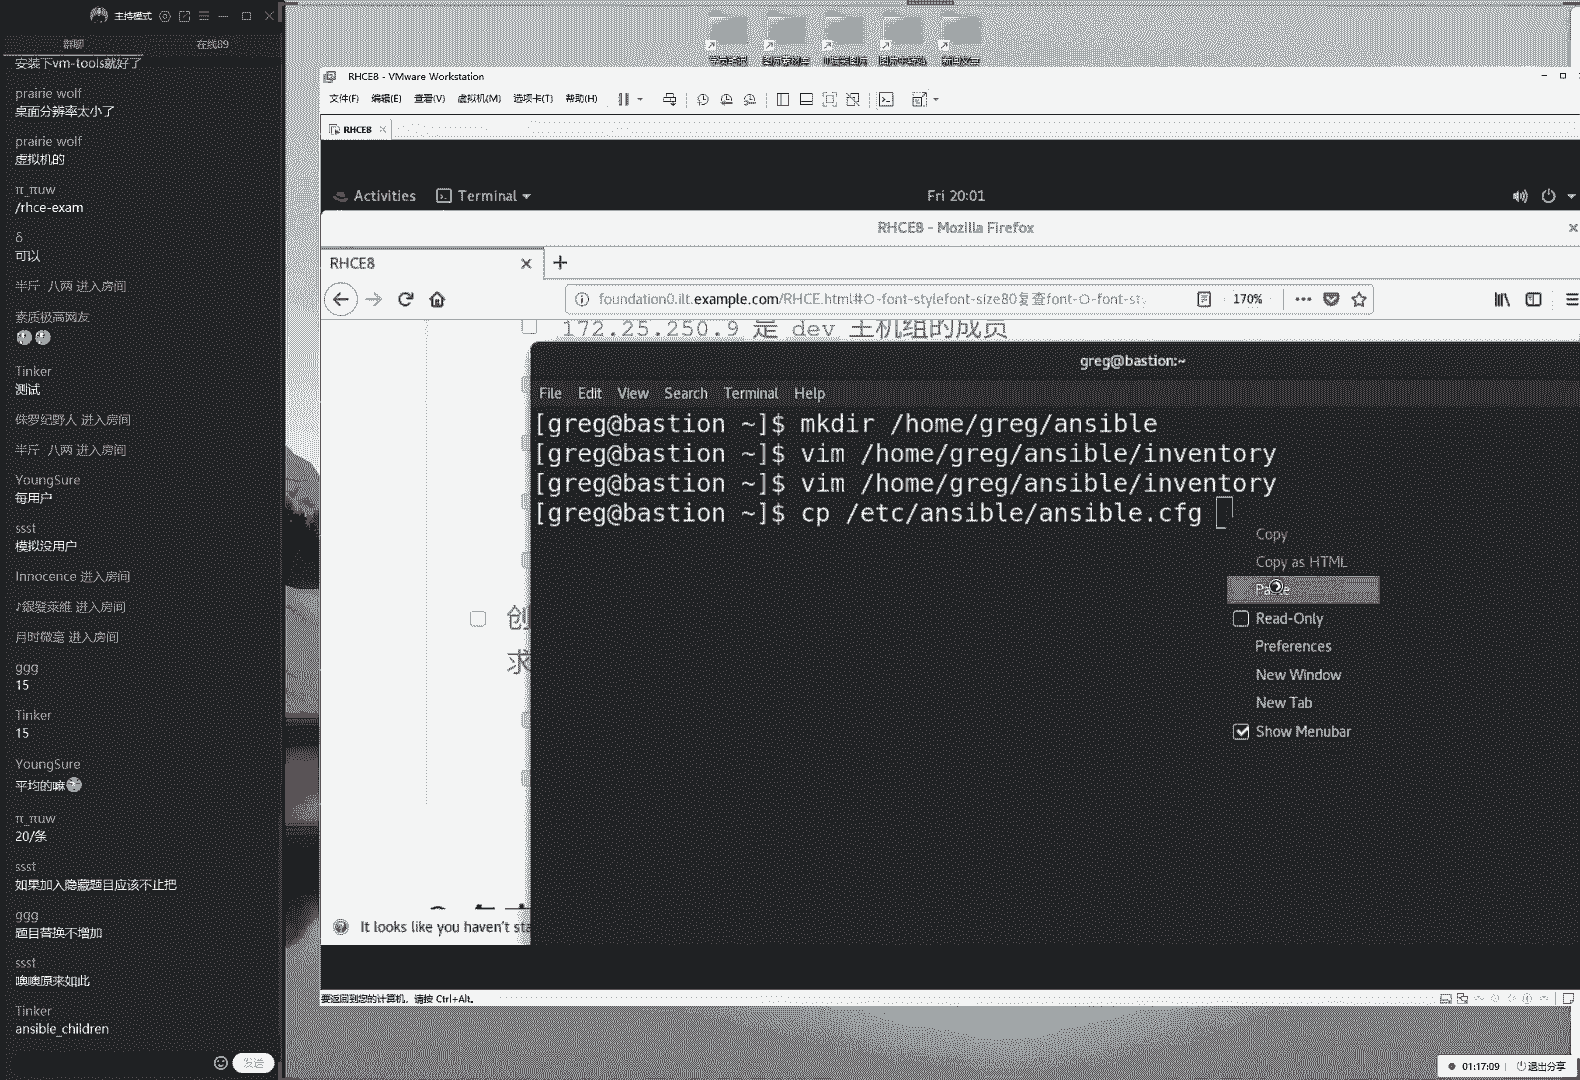 主持模式
群聊
在线89
安装下vm-tools就好了
prairie wolf
桌面分辨率太小了
prairie wolf
虚拟机的
π_πuw
/rhce-exam
δ
可以
半斤 八两 进入房间
素质极高网友
Tinker
测试
侏罗纪野人 进入房间
半斤 八两 进入房间
YoungSure
每用户
ssst
模拟没用户
Innocence 进入房间
进入房间
月时微毫 进入房间
ggg
15
Tinker
15
YoungSure
平均的嘛
π_πuw
20/条
ssst
如果加入隐藏题目应该不止把
ggg
题目替换不增加
ssst
噢噢原来如此
Tinker
ansible_children
发送
RHCE8 - VMware Workstation
文件(F) 编辑(E) 查看(V) 虚拟机(M) 选项卡(T) 帮助(H)
RHCE8
Activities Terminal Fri 20:01
RHCE8 - Mozilla Firefox
RHCE8
foundation0.ilt.example.com/RHCE.html#O-font-stylefont-size80复查font-O-font-st
170%
172.25.250.9 是 dev 主机组的成员
创
求
It looks like you haven't sta
greg@bastion:~
File Edit View Search Terminal Help
[greg@bastion ~]$ mkdir /home/greg/ansible
[greg@bastion ~]$ vim /home/greg/ansible/inventory
[greg@bastion ~]$ vim /home/greg/ansible/inventory
[greg@bastion ~]$ cp /etc/ansible/ansible.cfg
Copy
Copy as HTML
Paste
Read-Only
Preferences
New Window
New Tab
Show Menubar
要返回到您的计算机，请按 Ctrl+Alt。
01:17:09 退出分享